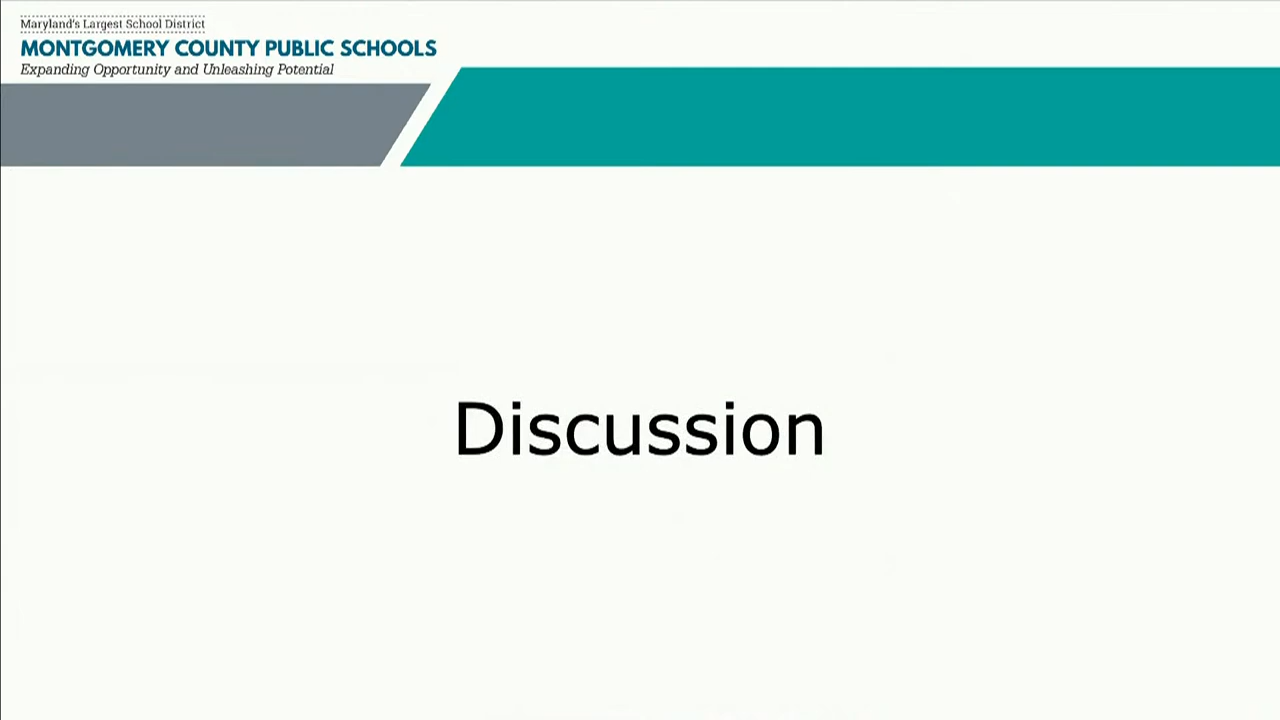 Maryland's Largest School District
MONTGOMERY COUNTY PUBLIC SCHOOLS
Expanding Opportunity and Unleashing Potential
Discussion